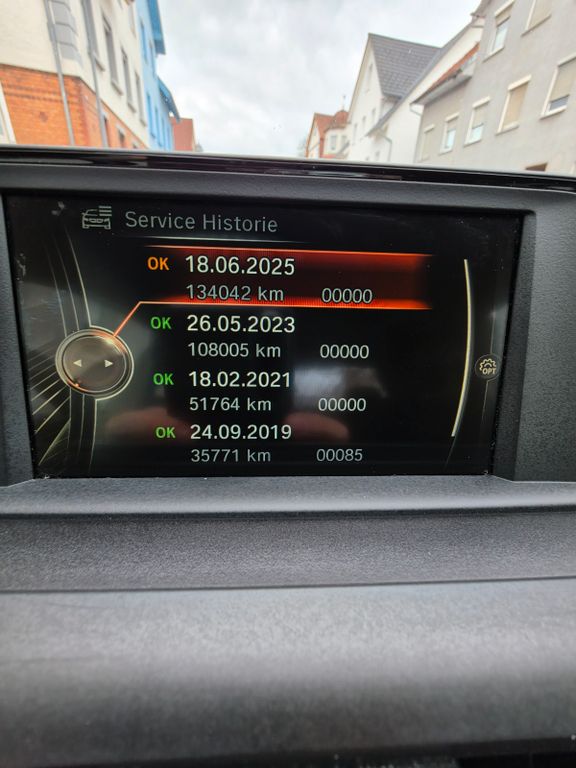 Service Historie
OK 18.06.2025
134042 km 00000
OK 26.05.2023
108005 km 00000
OK 18.02.2021
51764 km 00000
OK 24.09.2019
35771 km 00085
OPT